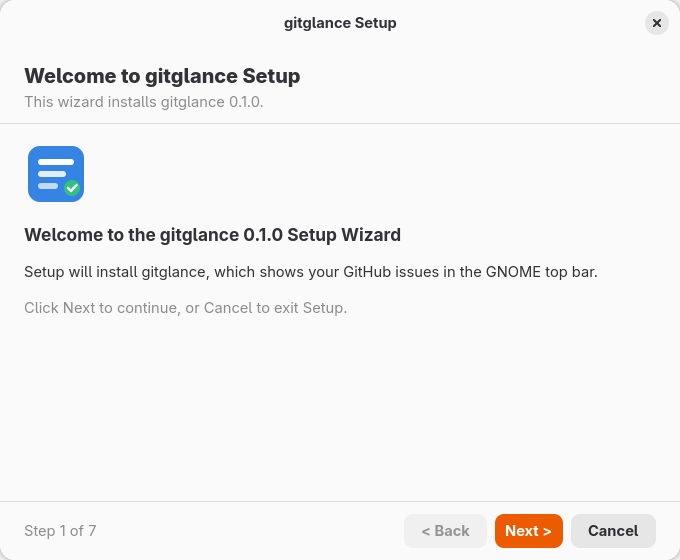 gitglance Setup
Welcome to gitglance Setup
This wizard installs gitglance 0.1.0.
Welcome to the gitglance 0.1.0 Setup Wizard
Setup will install gitglance, which shows your GitHub issues in the GNOME top bar.
Click Next to continue, or Cancel to exit Setup.
Step 1 of 7
< Back
Next >
Cancel